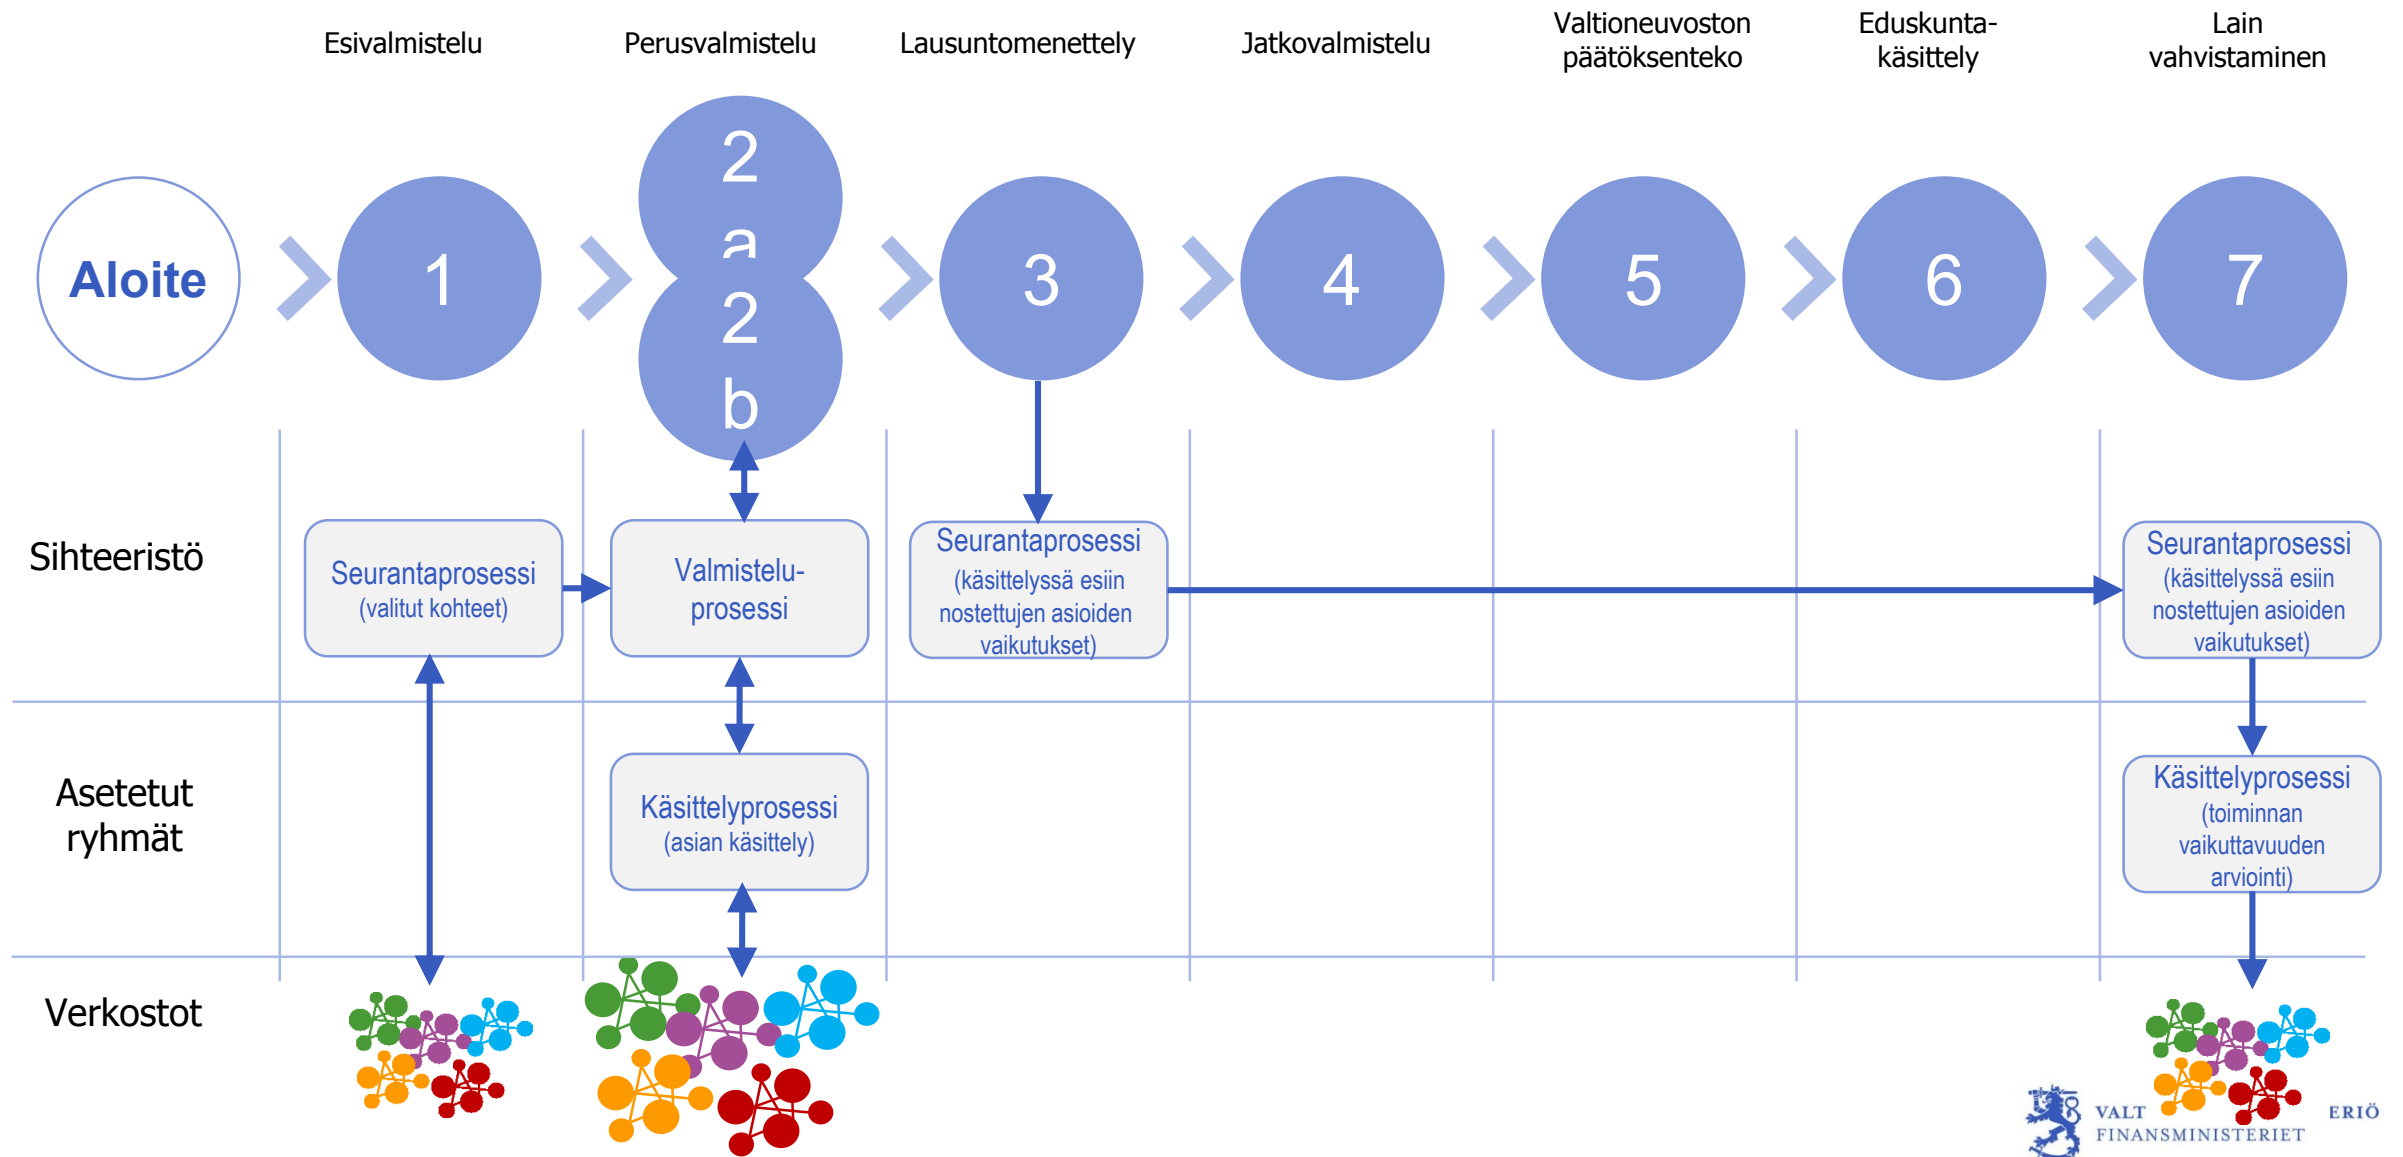 Esivalmistelu
Perusvalmistelu
Lausuntomenettely
Jatkovalmistelu
Valtioneuvoston
päätöksenteko
Eduskunta-
käsittely
Lain
vahvistaminen
Aloite
1
2
a
2
b
3
4
5
6
7
Sihteeristö
Seurantaprosessi
(valitut kohteet)
Valmistelu-
prosessi
Seurantaprosessi
(käsittelyssä esiin
nostettujen asioiden
vaikutukset)
Seurantaprosessi
(käsittelyssä esiin
nostettujen asioiden
vaikutukset)
Asetetut
ryhmät
Käsittelyprosessi
(asian käsittely)
Käsittelyprosessi
(toiminnan
vaikuttavuuden
arviointi)
Verkostot
VALT ERIÖ
FINANSMINISTERIET